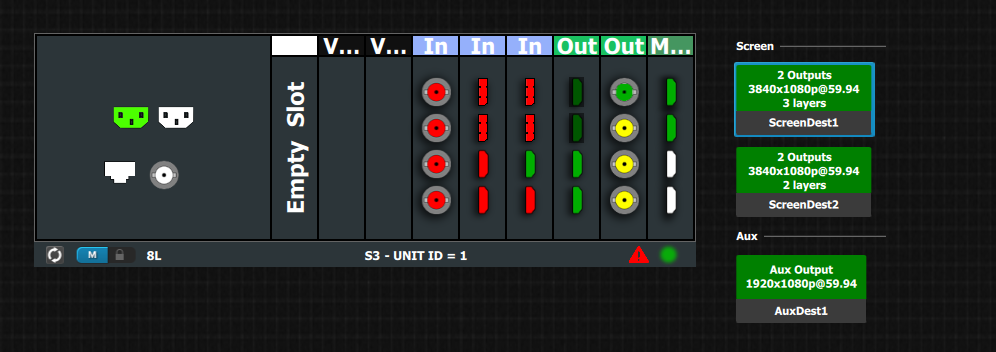 V... V... In In In Out Out M...
Empty Slot
M 8L S3 - UNIT ID = 1
Screen
2 Outputs
3840x1080p@59.94
3 layers
ScreenDest1
2 Outputs
3840x1080p@59.94
2 layers
ScreenDest2
Aux
Aux Output
1920x1080p@59.94
AuxDest1